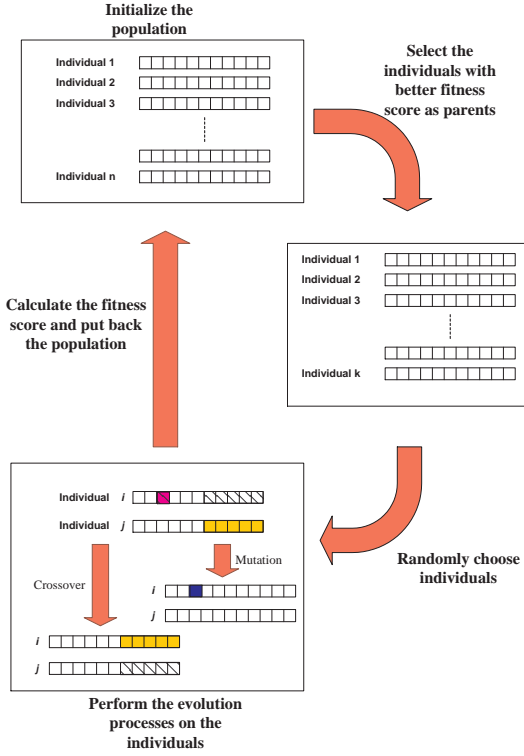 Initialize the
population
Individual 1
Individual 2
Individual 3
Individual n
Select the
individuals with
better fitness
score as parents
Individual 1
Individual 2
Individual 3
Individual k
Calculate the fitness
score and put back
the population
Individual i
Individual j
Crossover
Mutation
i
j
i
j
Randomly choose
individuals
Perform the evolution
processes on the
individuals